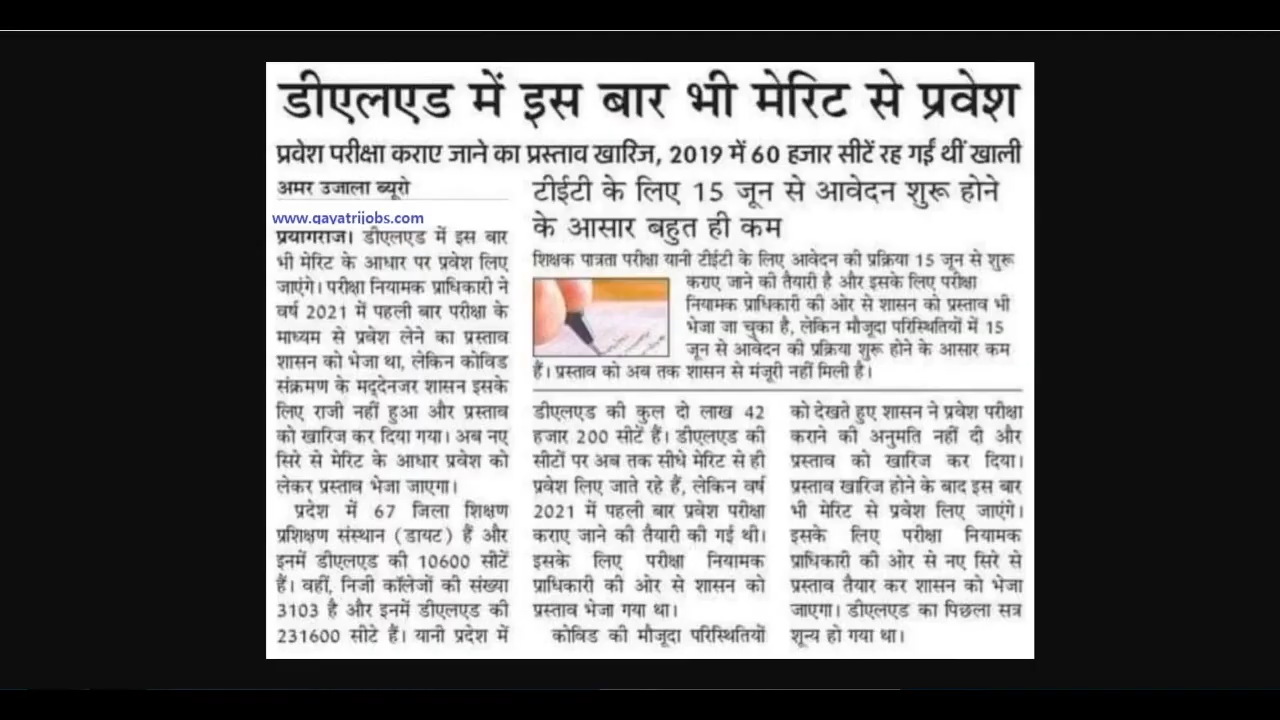 डीएलएड में इस बार भी मेरिट से प्रवेश
प्रवेश परीक्षा कराए जाने का प्रस्ताव खारिज, 2019 में 60 हजार सीटें रह गईं थीं खाली
अमर उजाला ब्यूरो
www.gayatrijobs.com
प्रयागराज। डीएलएड में इस बार
भी मेरिट के आधार पर प्रवेश लिए
जाएंगे। परीक्षा नियामक प्राधिकारी ने
वर्ष 2021 में पहली बार परीक्षा के
माध्यम से प्रवेश लेने का प्रस्ताव
शासन को भेजा था, लेकिन कोविड
संक्रमण के मद्देनजर शासन इसके
लिए राजी नहीं हुआ और प्रस्ताव
को खारिज कर दिया गया। अब नए
सिरे से मेरिट के आधार प्रवेश को
लेकर प्रस्ताव भेजा जाएगा।
प्रदेश में 67 जिला शिक्षण
प्रशिक्षण संस्थान (डायट) हैं और
इनमें डीएलएड की 10600 सीटें
हैं। वहीं, निजी कॉलेजों की संख्या
3103 है और इनमें डीएलएड की
231600 सीटे हैं। यानी प्रदेश में
टीईटी के लिए 15 जून से आवेदन शुरू होने
के आसार बहुत ही कम
शिक्षक पात्रता परीक्षा यानी टीईटी के लिए आवेदन की प्रक्रिया 15 जून से शुरू
कराए जाने की तैयारी है और इसके लिए परीक्षा
नियामक प्राधिकारी की ओर से शासन को प्रस्ताव भी
भेजा जा चुका है, लेकिन मौजूदा परिस्थितियों में 15
जून से आवेदन की प्रक्रिया शुरू होने के आसार कम
हैं। प्रस्ताव को अब तक शासन से मंजूरी नहीं मिली है।
डीएलएड की कुल दो लाख 42
हजार 200 सीटें हैं। डीएलएड की
सीटों पर अब तक सीधे मेरिट से ही
प्रवेश लिए जाते रहे हैं, लेकिन वर्ष
2021 में पहली बार प्रवेश परीक्षा
कराए जाने की तैयारी की गई थी।
इसके लिए परीक्षा नियामक
प्राधिकारी की ओर से शासन को
प्रस्ताव भेजा गया था।
कोविड की मौजूदा परिस्थितियों
को देखते हुए शासन ने प्रवेश परीक्षा
कराने की अनुमति नहीं दी और
प्रस्ताव को खारिज कर दिया।
प्रस्ताव खारिज होने के बाद इस बार
भी मेरिट से प्रवेश लिए जाएंगे।
इसके लिए परीक्षा नियामक
प्राधिकारी की ओर से नए सिरे से
प्रस्ताव तैयार कर शासन को भेजा
जाएगा। डीएलएड का पिछला सत्र
शून्य हो गया था।